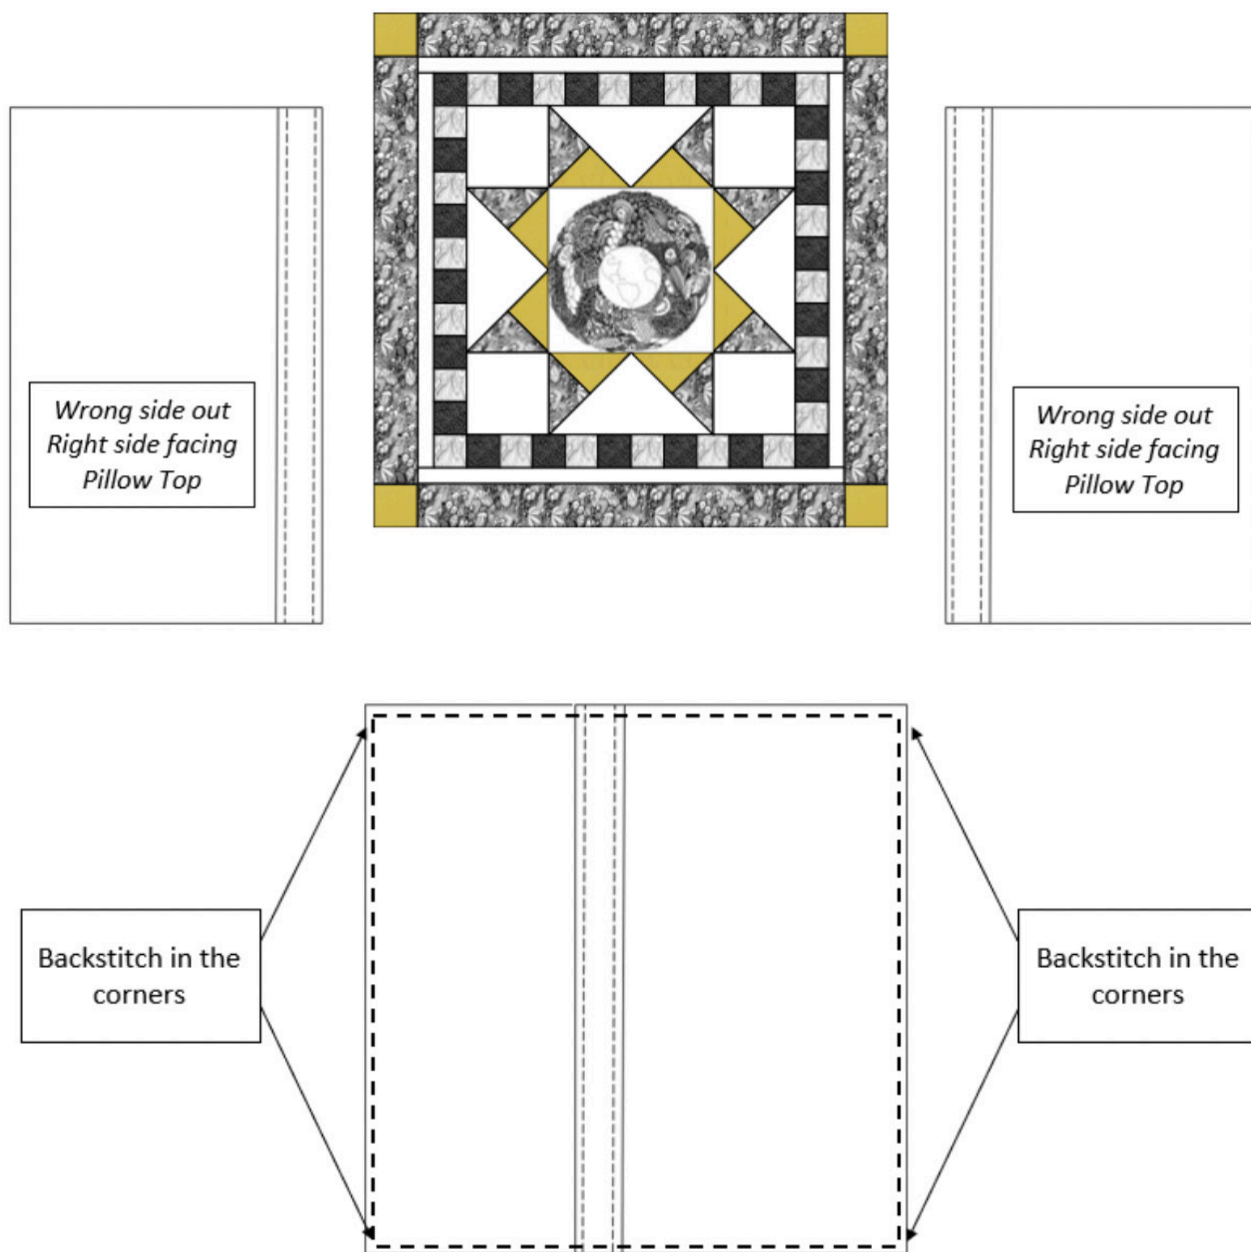 Wrong side out
Right side facing
Pillow Top
Wrong side out
Right side facing
Pillow Top
Backstitch in the
corners
Backstitch in the
corners